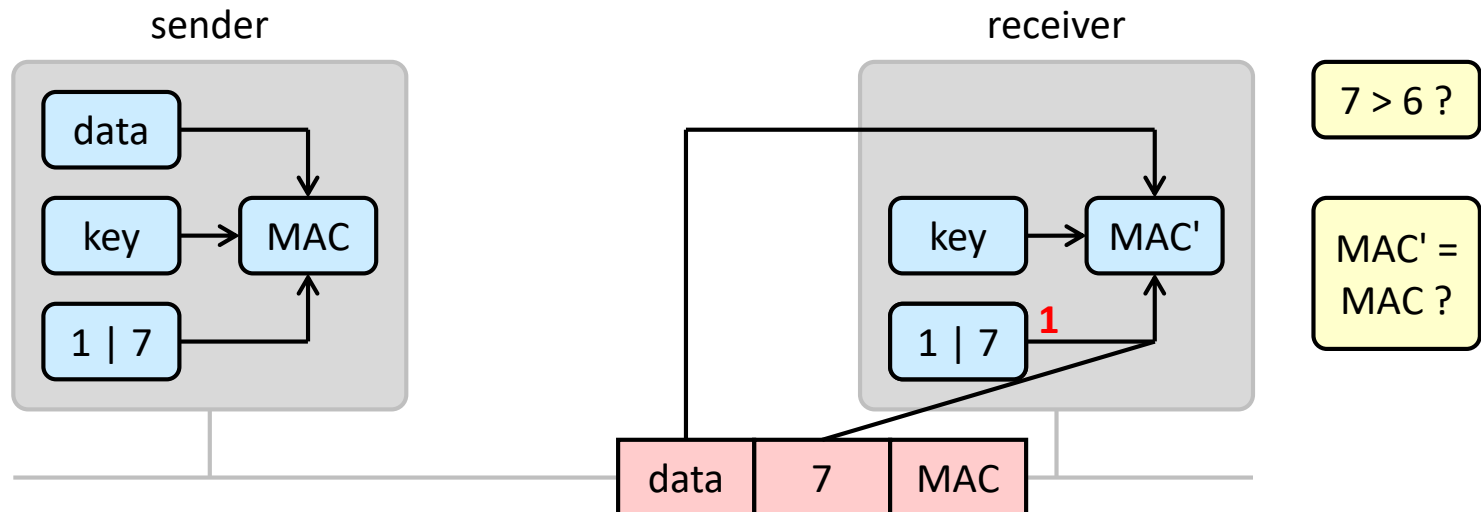 sender
receiver
data
key
MAC
1 | 7
key
MAC'
1 | 7
1
7 > 6 ?
MAC' =
MAC ?
data
7
MAC